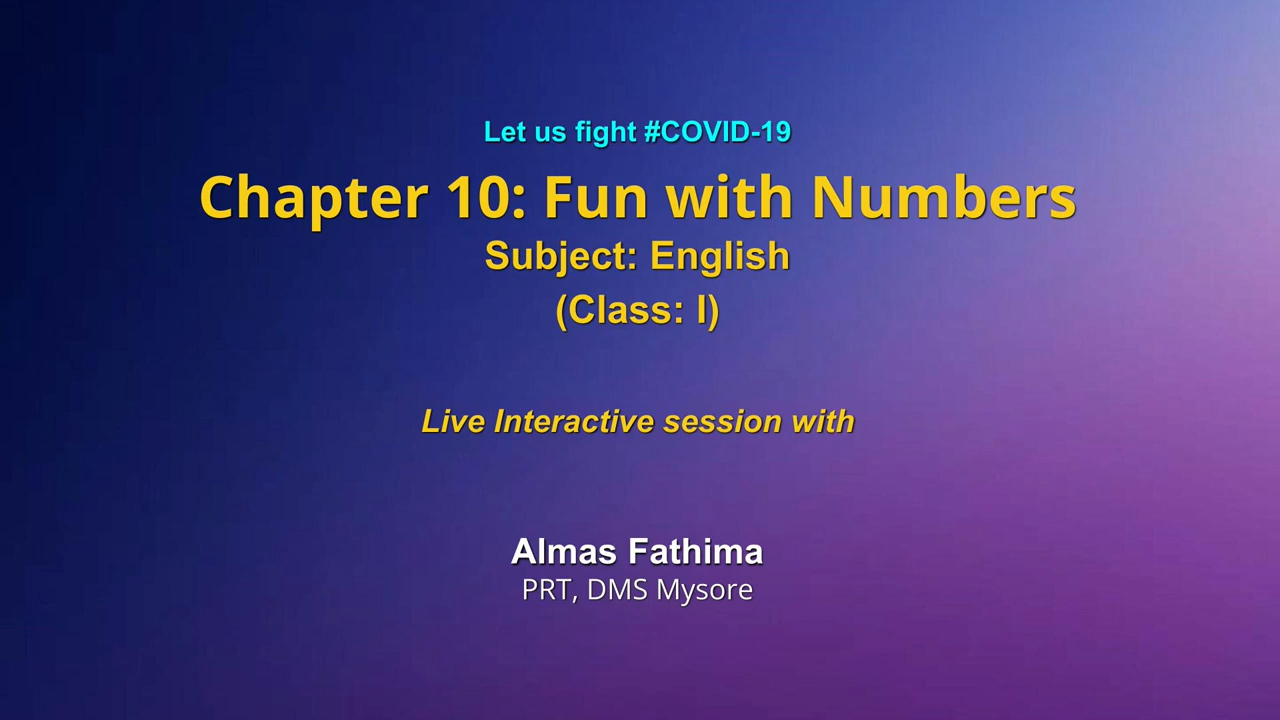 Let us fight #COVID-19
Chapter 10: Fun with Numbers
Subject: English
(Class: I)
Live Interactive session with
Almas Fathima
PRT, DMS Mysore